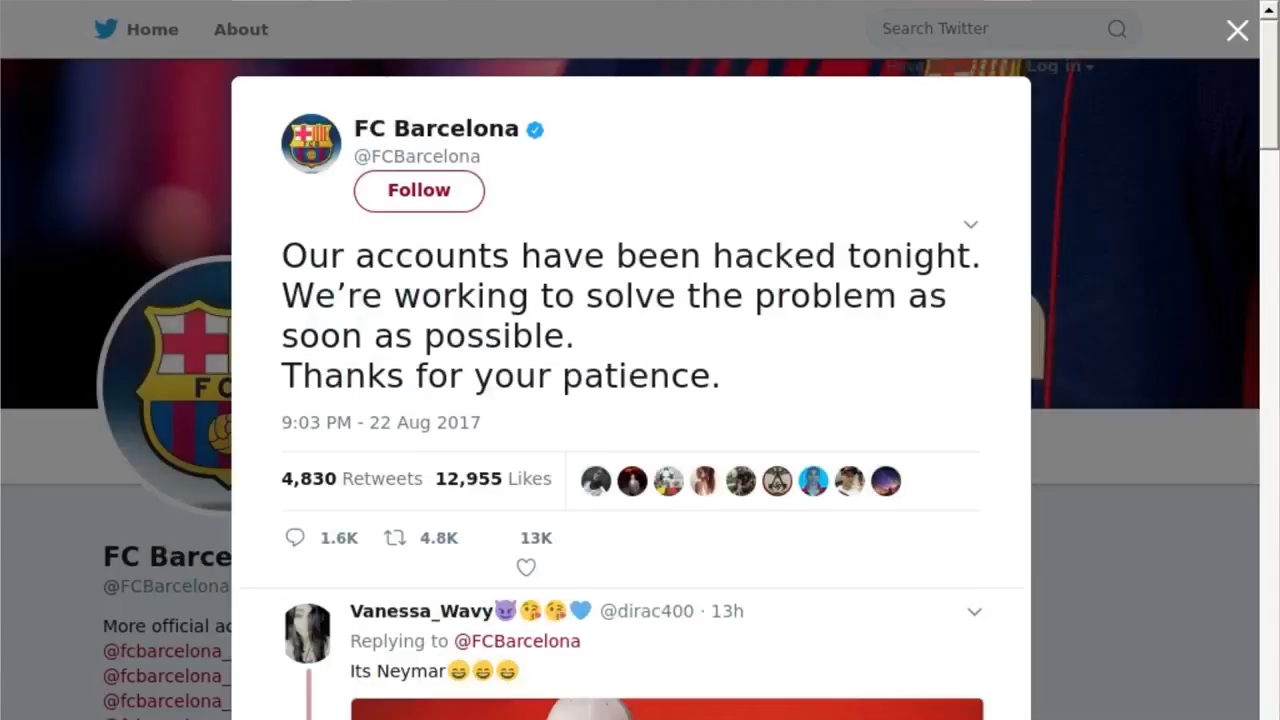 Home About
Search Twitter
Log in
FC Barcelona
@FCBarcelona
Follow
Our accounts have been hacked tonight.
We’re working to solve the problem as
soon as possible.
Thanks for your patience.
9:03 PM - 22 Aug 2017
4,830 Retweets 12,955 Likes
1.6K 4.8K 13K
FC Barce
@FCBarcelona
More official ac
@fcbarcelona_
@fcbarcelona_
@fcbarcelona_
Vanessa_Wavy😈😘😘💙 @dirac400 · 13h
Replying to @FCBarcelona
Its Neymar😄😄😄